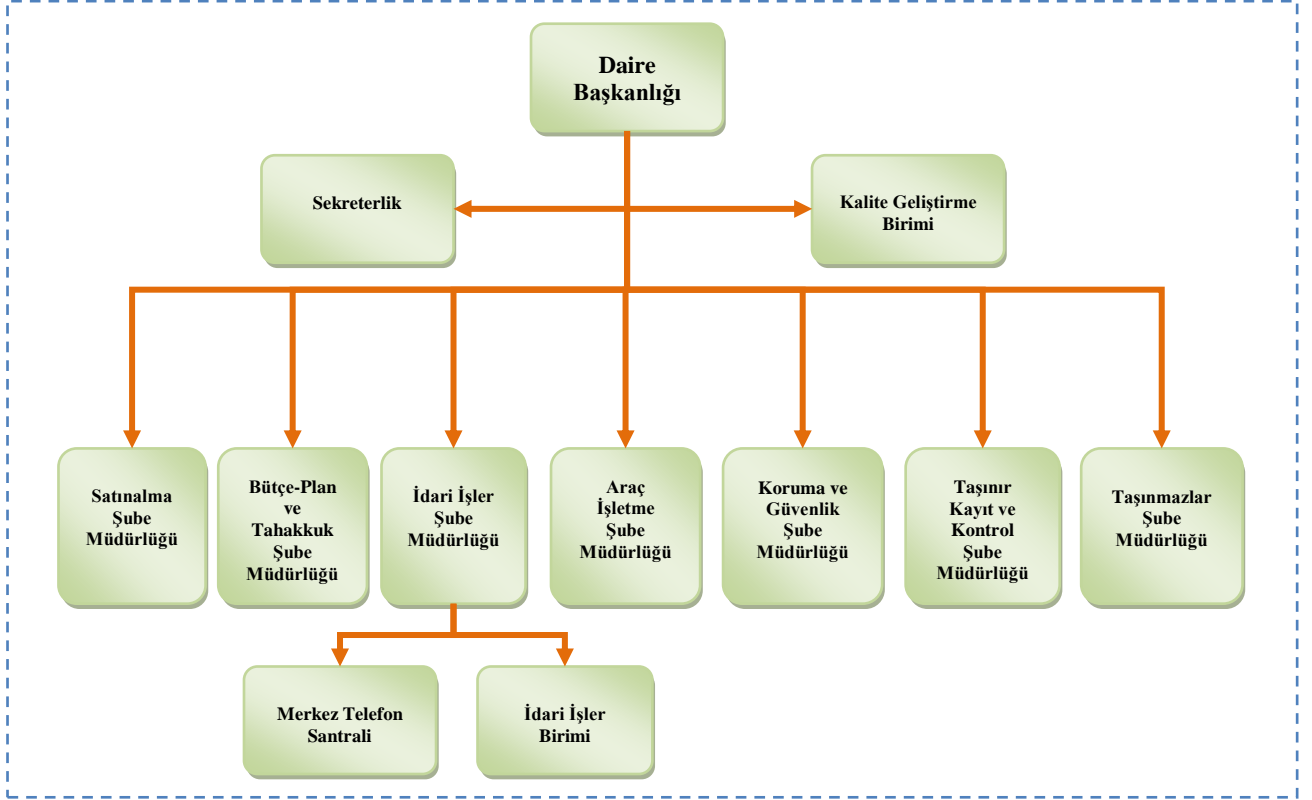 Daire
Başkanlığı
Sekreterlik
Kalite Geliştirme
Birimi
Satınalma
Şube
Müdürlüğü
Bütçe-Plan
ve
Tahakkuk
Şube
Müdürlüğü
İdari İşler
Şube
Müdürlüğü
Araç
İşletme
Şube
Müdürlüğü
Koruma ve
Güvenlik
Şube
Müdürlüğü
Taşınır
Kayıt ve
Kontrol
Şube
Müdürlüğü
Taşınmazlar
Şube
Müdürlüğü
Merkez Telefon
Santrali
İdari İşler
Birimi